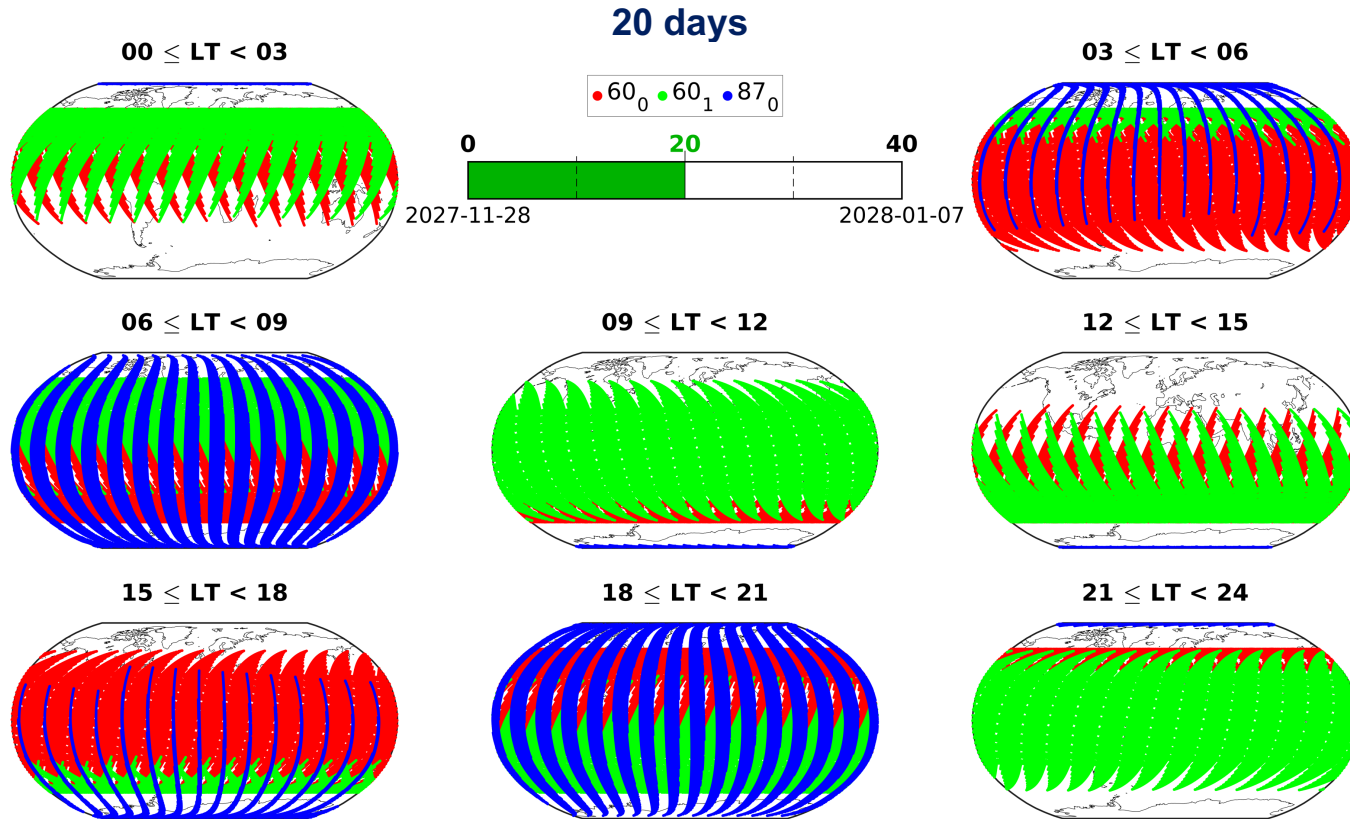 20 days
00 ≤ LT < 03
03 ≤ LT < 06
60₀ 60₁ 87₀
0 20 40
2027-11-28 2028-01-07
06 ≤ LT < 09
09 ≤ LT < 12
12 ≤ LT < 15
15 ≤ LT < 18
18 ≤ LT < 21
21 ≤ LT < 24